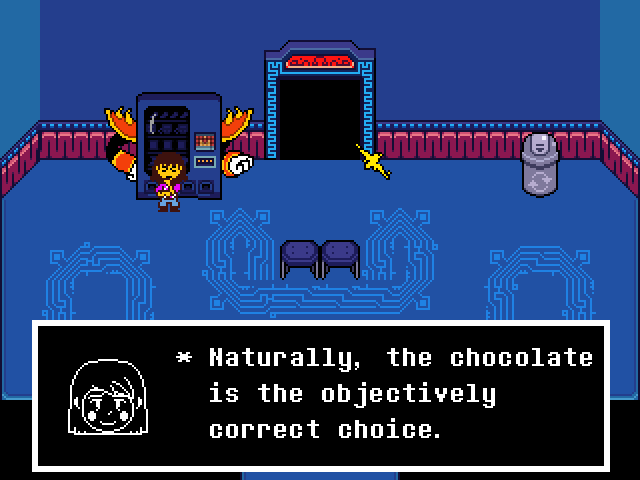 * Naturally, the chocolate
is the objectively
correct choice.